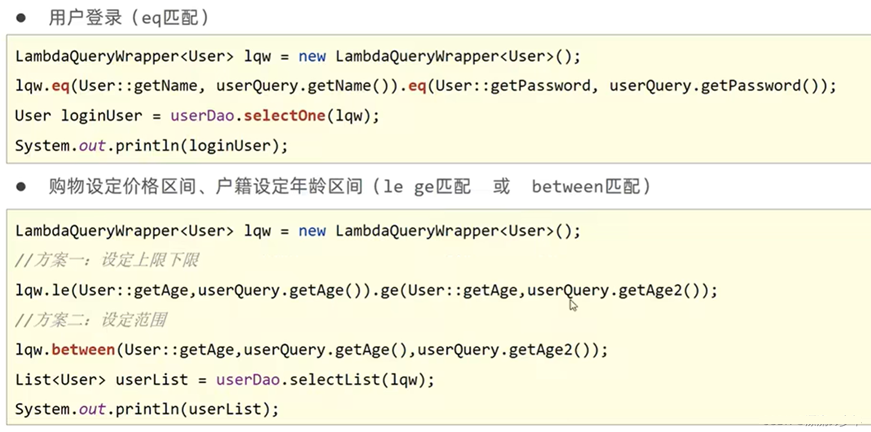 ● 用户登录（eq匹配）
LambdaQueryWrapper<User> lqw = new LambdaQueryWrapper<User>();
lqw.eq(User::getName, userQuery.getName()).eq(User::getPassword, userQuery.getPassword());
User loginUser = userDao.selectOne(lqw);
System.out.println(loginUser);
● 购物设定价格区间、户籍设定年龄区间（le ge匹配 或 between匹配）
LambdaQueryWrapper<User> lqw = new LambdaQueryWrapper<User>();
//方案一：设定上限下限
lqw.le(User::getAge,userQuery.getAge()).ge(User::getAge,userQuery.getAge2());
//方案二：设定范围
lqw.between(User::getAge,userQuery.getAge(),userQuery.getAge2());
List<User> userList = userDao.selectList(lqw);
System.out.println(userList);